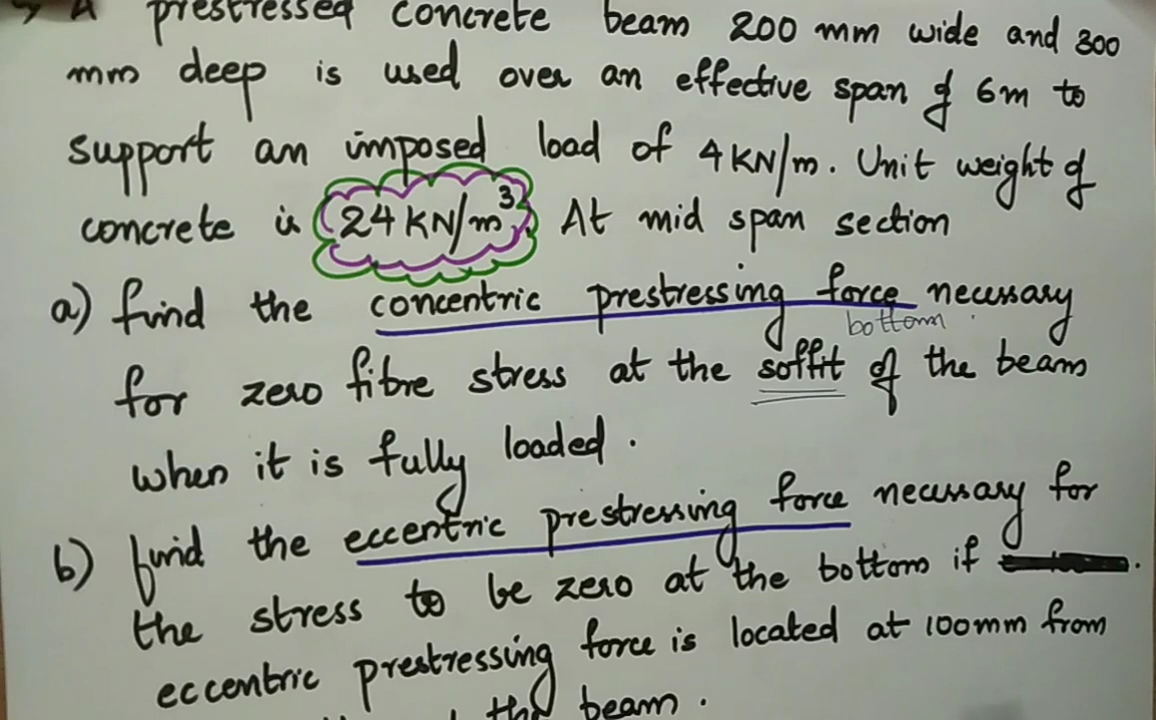 A prestressed concrete beam 200 mm wide and 300
mm deep is used over an effective span of 6m to
support an imposed load of 4 KN/m. Unit weight of
concrete is 24 KN/m³. At mid span section
a) find the concentric prestressing force necessary
bottom
for zero fibre stress at the soffit of the beam
when it is fully loaded.
b) find the eccentric prestressing force necessary for
the stress to be zero at the bottom if
eccentric prestressing force is located at 100mm from
the beam.